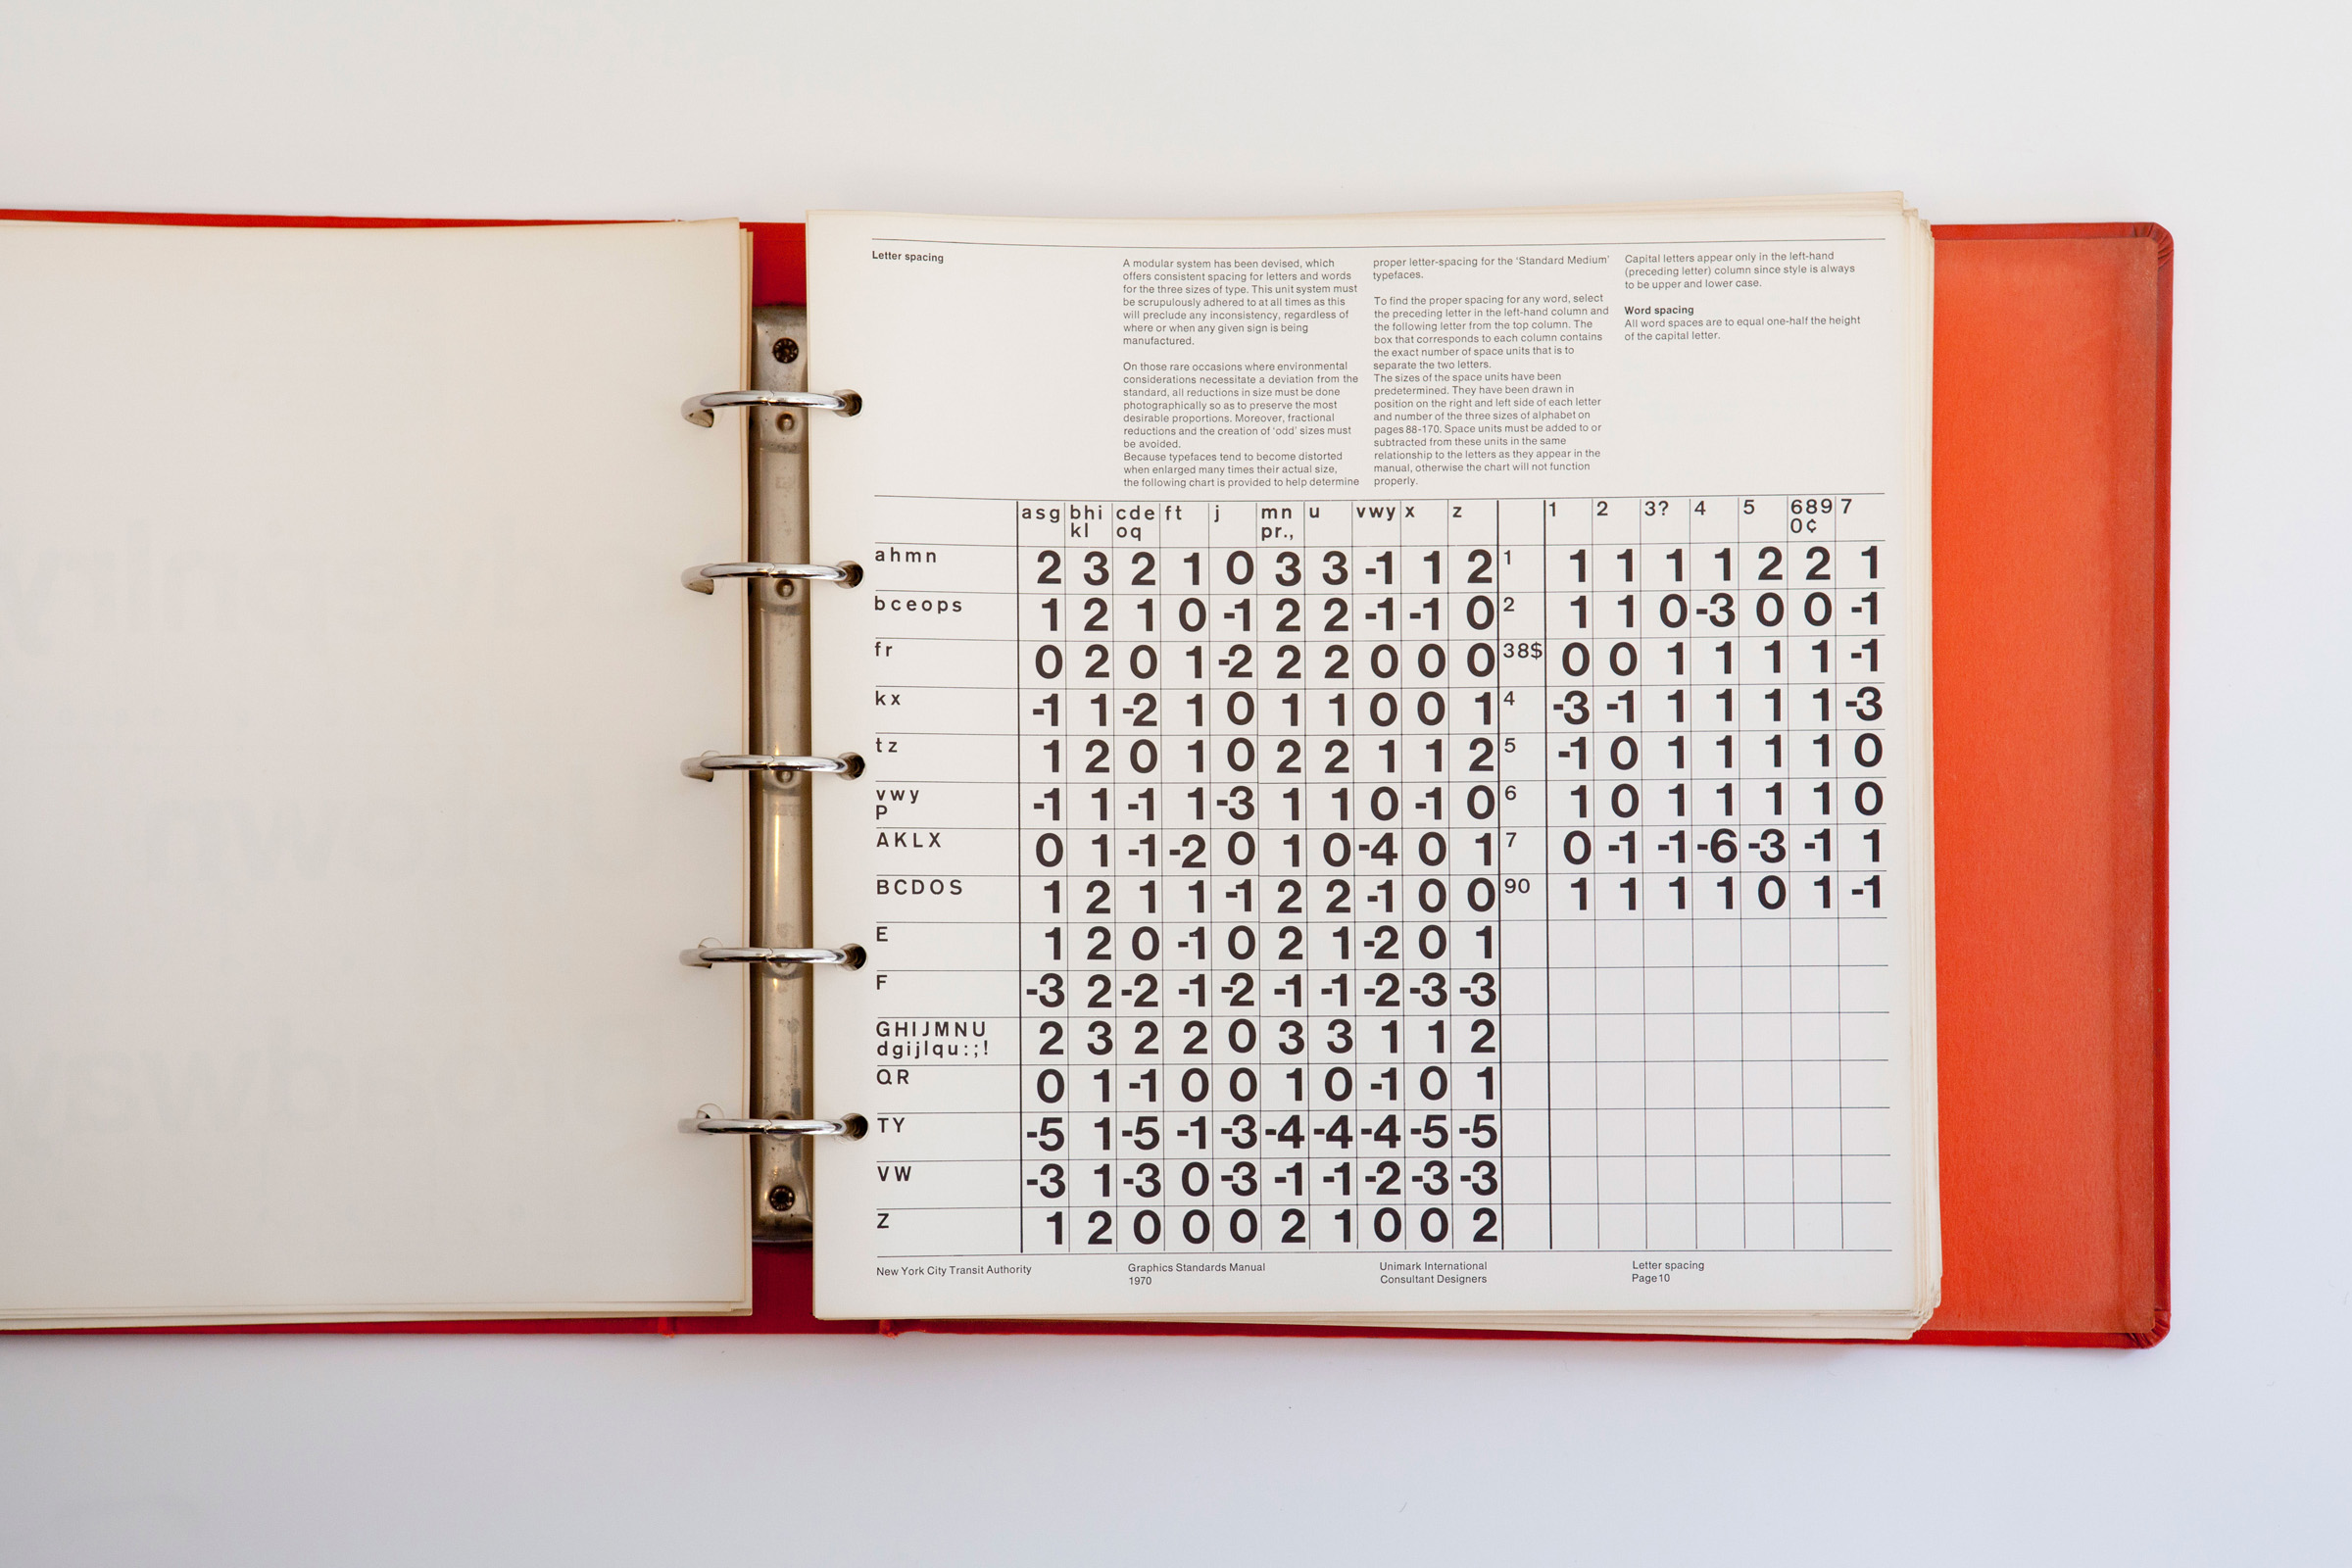 Letter spacing
A modular system has been devised, which
offers consistent spacing for letters and words
for the three sizes of type. This unit system must
be scrupulously adhered to at all times as this
will preclude any inconsistency, regardless of
where or when any given sign is being
manufactured.
On those rare occasions where environmental
considerations necessitate a deviation from the
standard, all reductions in size must be done
photographically so as to preserve the most
desirable proportions. Moreover, fractional
reductions and the creation of ‘odd’ sizes must
be avoided.
Because typefaces tend to become distorted
when enlarged many times their actual size,
the following chart is provided to help determine
proper letter-spacing for the ‘Standard Medium’
typefaces.
To find the proper spacing for any word, select
the preceding letter in the left-hand column and
the following letter from the top column. The
box that corresponds to each column contains
the exact number of space units that is to
separate the two letters.
The sizes of the space units have been
predetermined. They have been drawn in
position on the right and left side of each letter
and number of the three sizes of alphabet on
pages 88-170. Space units must be added to or
subtracted from these units in the same
relationship to the letters as they appear in the
manual, otherwise the chart will not function
properly.
Capital letters appear only in the left-hand
(preceding letter) column since style is always
to be upper and lower case.
Word spacing
All word spaces are to equal one-half the height
of the capital letter.
asg bhi cde ft j mn u vwy x z 1 2 3? 4 5 689 7
kl oq pr., 0¢
ahmn 2 3 2 1 0 3 3 -1 1 2 1 1 1 1 1 2 2 1
bceops 1 2 1 0 -1 2 2 -1 -1 0 2 1 1 0 -3 0 0 -1
fr 0 2 0 1 -2 2 2 0 0 0 38$ 0 0 1 1 1 1 -1
kx -1 1 -2 1 0 1 1 0 0 1 4 -3 -1 1 1 1 1 -3
tz 1 2 0 1 0 2 2 1 1 2 5 -1 0 1 1 1 1 0
vwy
P -1 1 -1 1 -3 1 1 0 -1 0 6 1 0 1 1 1 1 0
AKLX 0 1 -1 -2 0 1 0 -4 0 1 7 0 -1 -1 -6 -3 -1 1
BCDOS 1 2 1 1 -1 2 2 -1 0 0 90 1 1 1 1 0 1 -1
E 1 2 0 -1 0 2 1 -2 0 1
F -3 2 -2 -1 -2 -1 -1 -2 -3 -3
GHIJMNU
dgijlqu:;! 2 3 2 2 0 3 3 1 1 2
QR 0 1 -1 0 0 1 0 -1 0 1
TY -5 1 -5 -1 -3 -4 -4 -4 -5 -5
VW -3 1 -3 0 -3 -1 -1 -2 -3 -3
Z 1 2 0 0 0 2 1 0 0 2
New York City Transit Authority
Graphics Standards Manual
1970
Unimark International
Consultant Designers
Letter spacing
Page 10